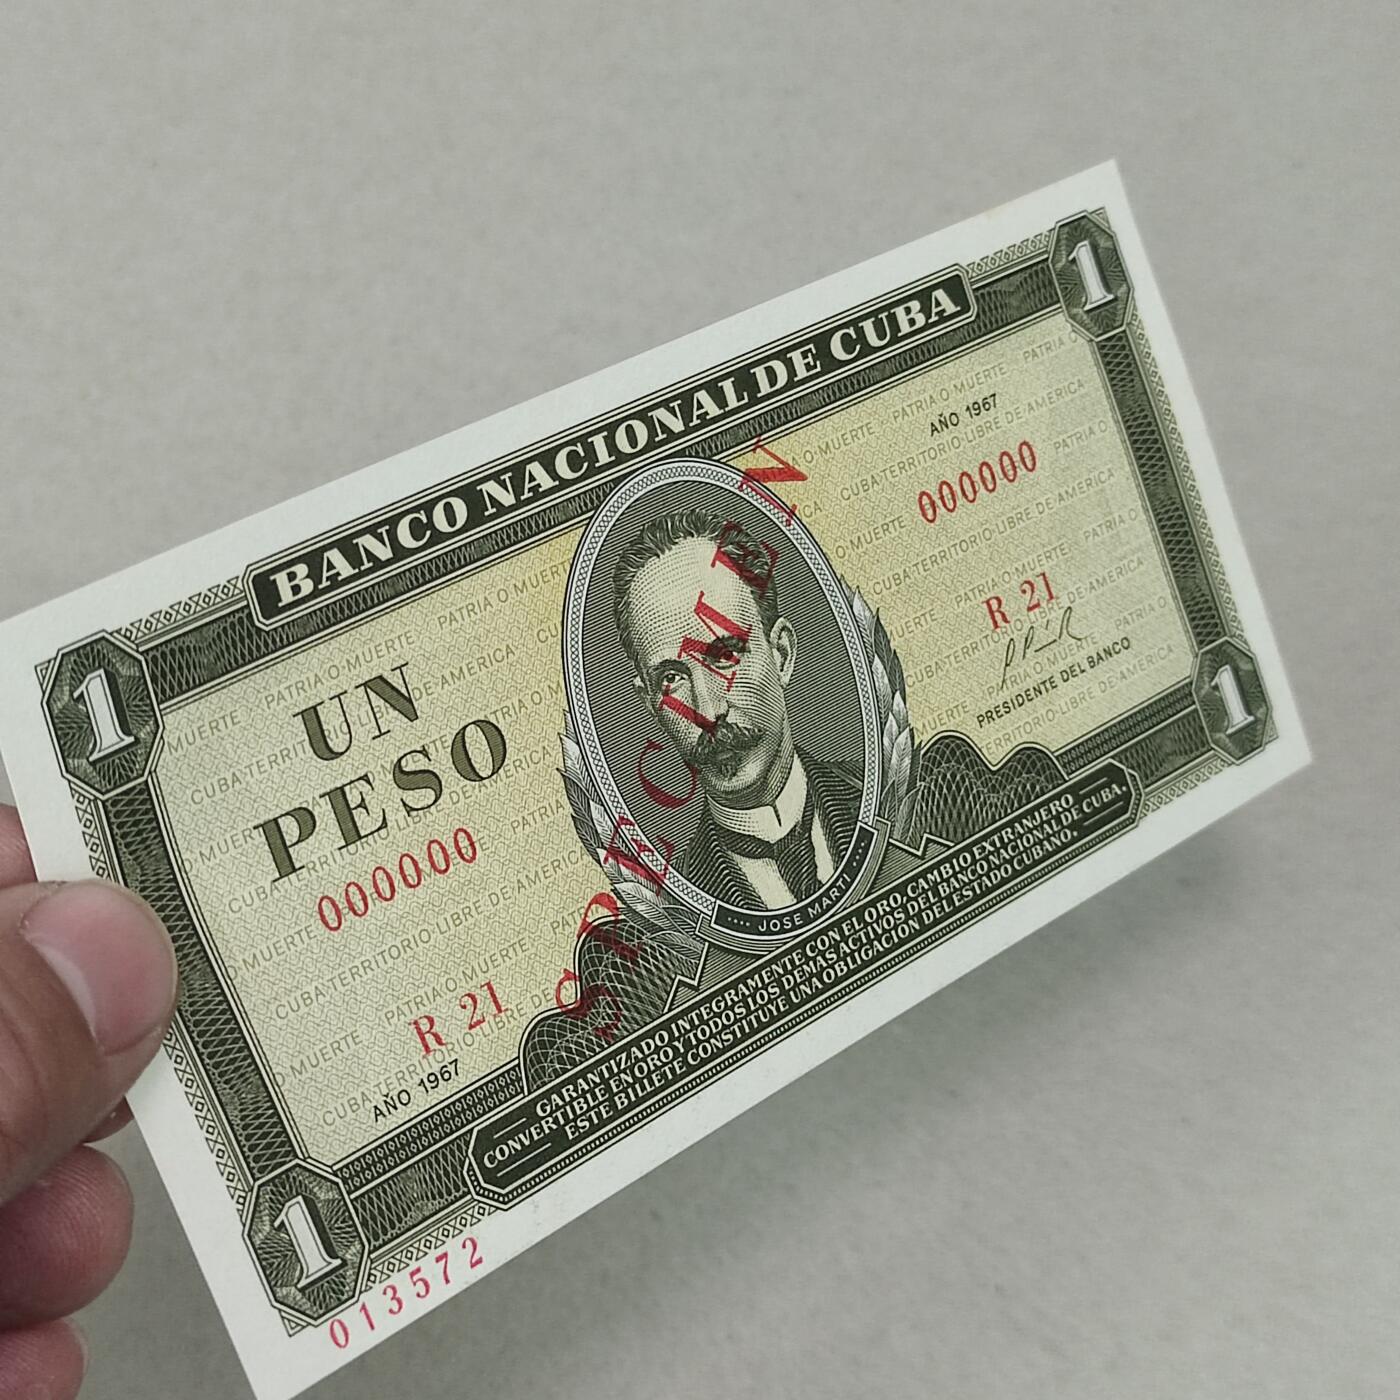 BANCO NACIONAL DE CUBA
1
1
UN
PESO
000000
R 21
AÑO 1967
SPECIMEN
JOSE MARTI
AÑO 1967
000000
R 21
PRESIDENTE DEL BANCO
PATRIA O MUERTE
CUBA TERRITORIO LIBRE DE AMERICA
GARANTIZADO INTEGRAMENTE CON EL ORO, CAMBIO EXTRANJERO
CONVERTIBLE EN ORO Y TODOS LOS DEMAS ACTIVOS DEL BANCO NACIONAL DE CUBA.
ESTE BILLETE CONSTITUYE UNA OBLIGACION DEL ESTADO CUBANO.
1
1
013572